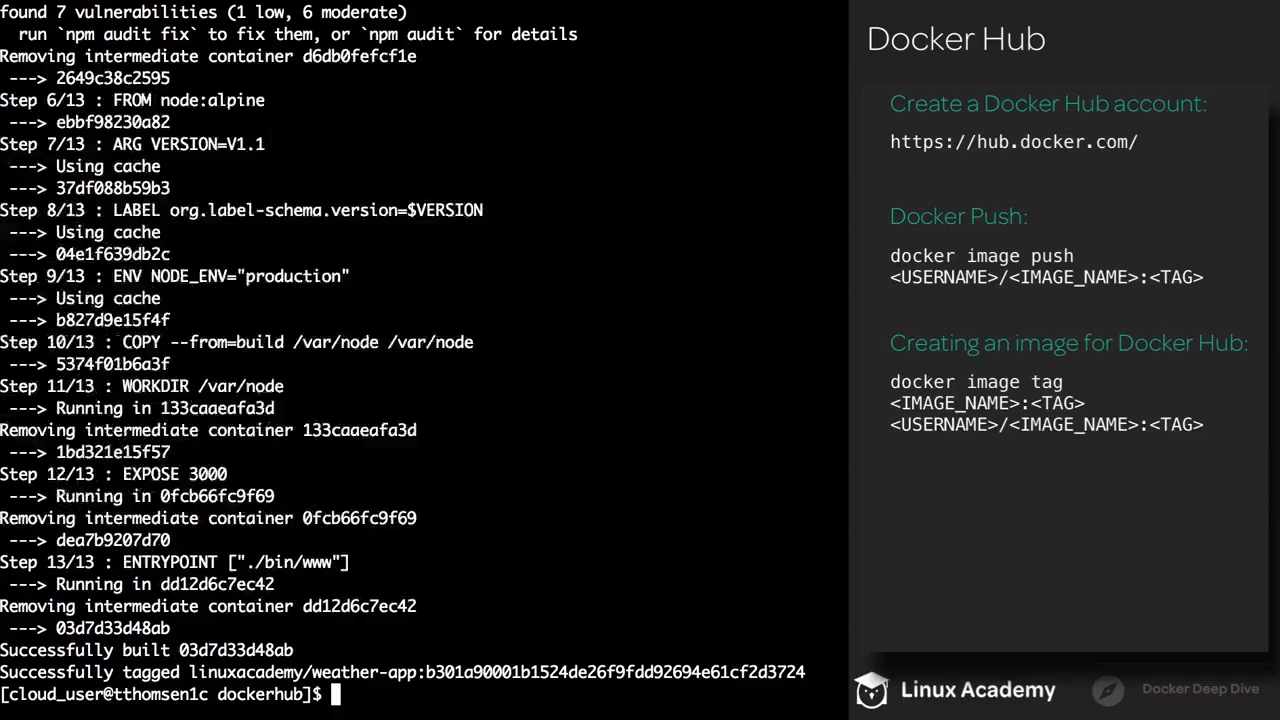 found 7 vulnerabilities (1 low, 6 moderate)
  run `npm audit fix` to fix them, or `npm audit` for details
Removing intermediate container d6db0fefcf1e
 ---> 2649c38c2595
Step 6/13 : FROM node:alpine
 ---> ebbf98230a82
Step 7/13 : ARG VERSION=V1.1
 ---> Using cache
 ---> 37df088b59b3
Step 8/13 : LABEL org.label-schema.version=$VERSION
 ---> Using cache
 ---> 04e1f639db2c
Step 9/13 : ENV NODE_ENV="production"
 ---> Using cache
 ---> b827d9e15f4f
Step 10/13 : COPY --from=build /var/node /var/node
 ---> 5374f01b6a3f
Step 11/13 : WORKDIR /var/node
 ---> Running in 133caaeafa3d
Removing intermediate container 133caaeafa3d
 ---> 1bd321e15f57
Step 12/13 : EXPOSE 3000
 ---> Running in 0fcb66fc9f69
Removing intermediate container 0fcb66fc9f69
 ---> dea7b9207d70
Step 13/13 : ENTRYPOINT ["./bin/www"]
 ---> Running in dd12d6c7ec42
Removing intermediate container dd12d6c7ec42
 ---> 03d7d33d48ab
Successfully built 03d7d33d48ab
Successfully tagged linuxacademy/weather-app:b301a90001b1524de26f9fdd92694e61cf2d3724
[cloud_user@tthomsen1c dockerhub]$
Docker Hub
Create a Docker Hub account:
https://hub.docker.com/
Docker Push:
docker image push
<USERNAME>/<IMAGE_NAME>:<TAG>
Creating an image for Docker Hub:
docker image tag
<IMAGE_NAME>:<TAG>
<USERNAME>/<IMAGE_NAME>:<TAG>
Linux Academy
Docker Deep Dive